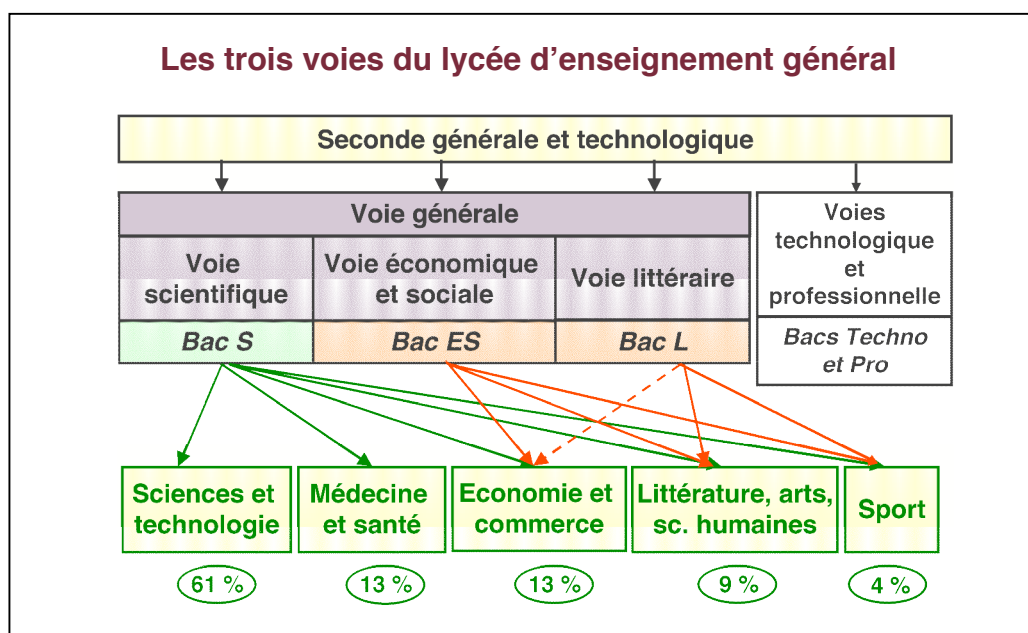 Les trois voies du lycée d'enseignement général
Seconde générale et technologique
Voie générale
Voie
scientifique
Voie économique
et sociale
Voie littéraire
Voies
technologique
et
professionnelle
Bac S
Bac ES
Bac L
Bacs Techno
et Pro
Sciences et
technologie
Médecine
et santé
Economie et
commerce
Littérature, arts,
sc. humaines
Sport
61 %
13 %
13 %
9 %
4 %